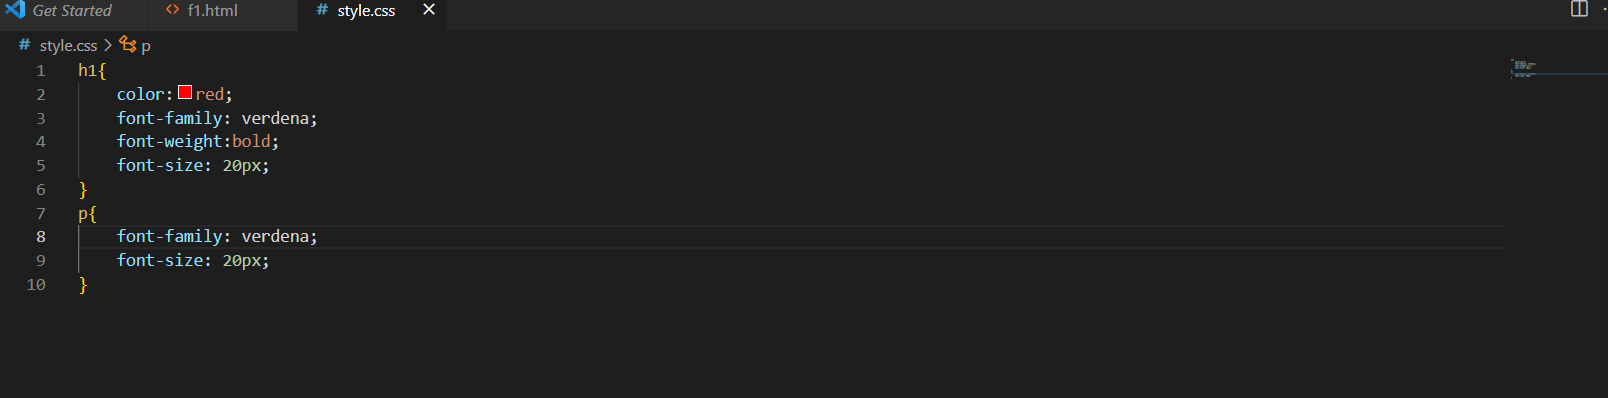 Get Started f1.html style.css
style.css p
1 h1{
2 color: red;
3 font-family: verdena;
4 font-weight:bold;
5 font-size: 20px;
6 }
7 p{
8 font-family: verdena;
9 font-size: 20px;
10 }